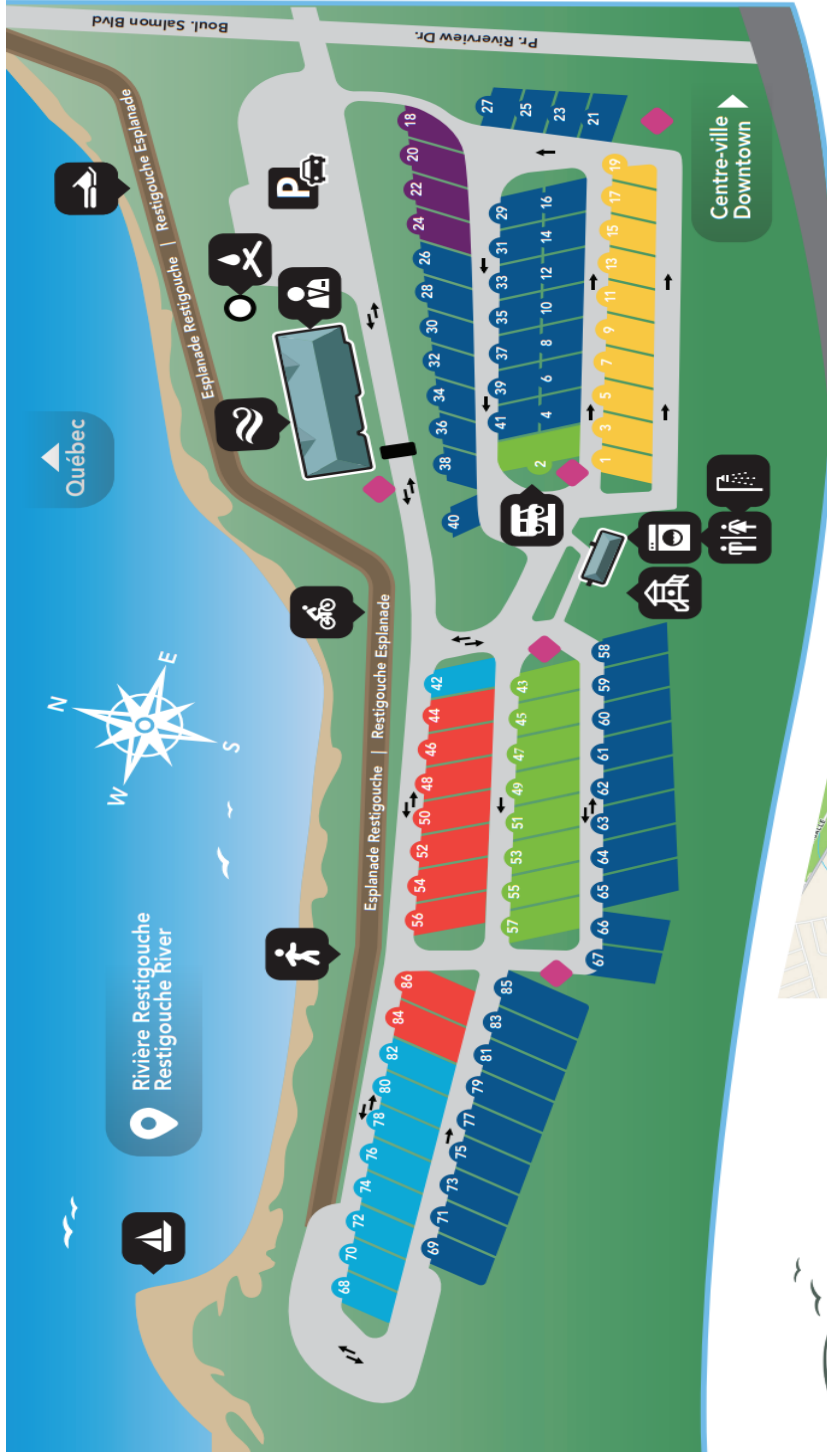 Boul. Salmon Blvd
Québec
N
E
S
W
Rivière Restigouche
Restigouche River
Esplanade Restigouche | Restigouche Esplanade
Esplanade Restigouche | Restigouche Esplanade
P
Pr. Riverview Dr.
68 70 72 74 76 78 80 82 84 86
56 54 52 50 48 46 44 42
40 38 36 34 32 30 28 26 24 22 20 18
69 71 73 75 77 79 81 83 85
57 55 53 51 49 47 45 43
41 39 37 35 33 31 29
2 4 6 8 10 12 14 16
27
25
23
21
67 66 65 64 63 62 61 60 59 58
1 3 5 7 9 11 13 15 17 19
Centre-ville
Downtown